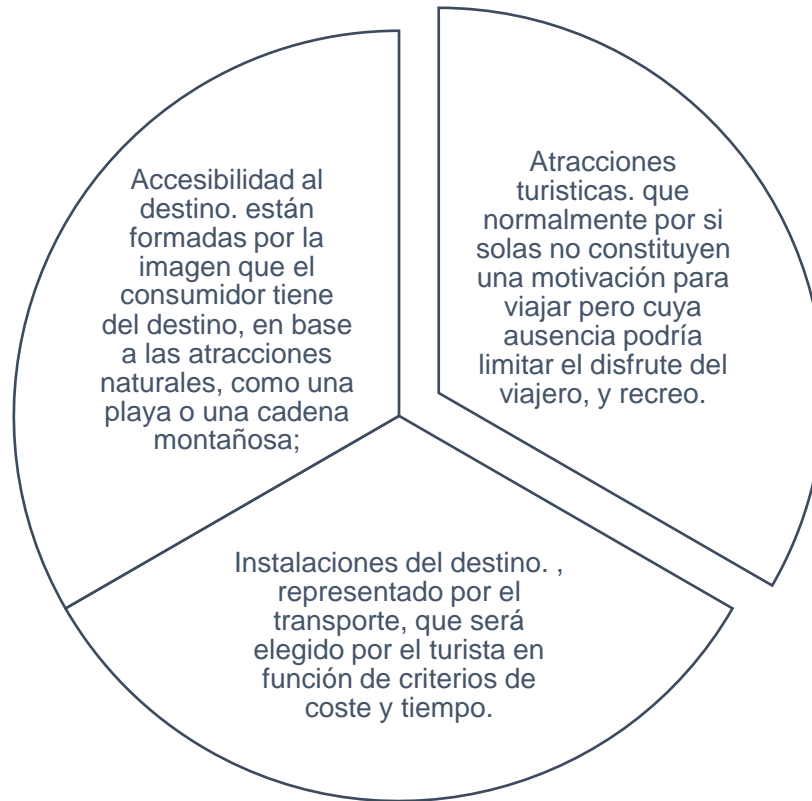 Accesibilidad al
destino. están
formadas por la
imagen que el
consumidor tiene
del destino, en base
a las atracciones
naturales, como una
playa o una cadena
montañosa;
Atracciones
turisticas. que
normalmente por si
solas no constituyen
una motivación para
viajar pero cuya
ausencia podría
limitar el disfrute del
viajero, y recreo.
Instalaciones del destino. ,
representado por el
transporte, que será
elegido por el turista en
función de criterios de
coste y tiempo.